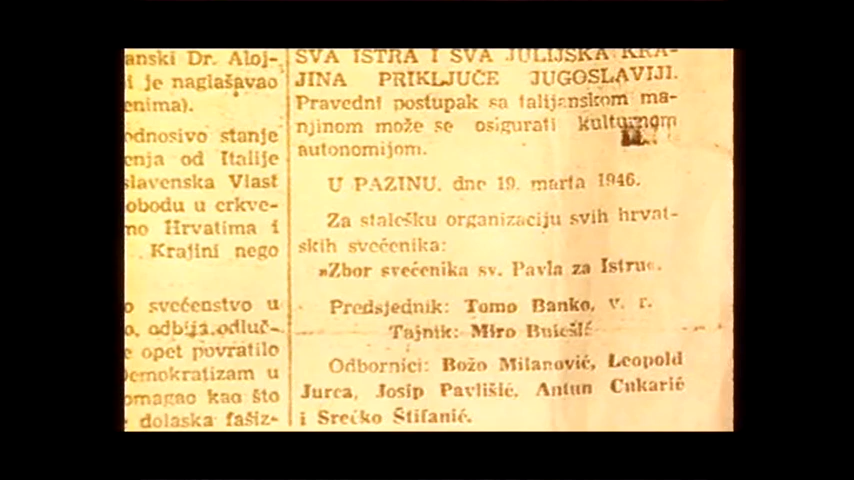 anski Dr. Aloj-
i je naglašavao
enima).
odnosivo stanje
enja od Italije
slavenska Vlast
obodu u crkve-
no Hrvatima i
Krajini nego
o svećenstvo u
o, odbija odluč-
e opet povratilo
Demokratizam u
omagao kao što
dolaska fašiz-
SVA ISTRA I SVA JULIJSKA KRA-
JINA PRIKLJUČE JUGOSLAVIJI.
Pravedni postupak sa talijanskom ma-
njinom može se osigurati kulturnom
autonomijom.
U PAZINU, dne 19. marta 1946.
Za stalešku organizaciju svih hrvat-
skih svećenika:
»Zbor svećenika sv. Pavla za Istru«.
Predsjednik: Tomo Banko, v. r.
Tajnik: Miro Bulešić
Odbornici: Božo Milanović, Leopold
Jurca, Josip Pavlišić, Antun Cukarić
i Srećko Štifanić.